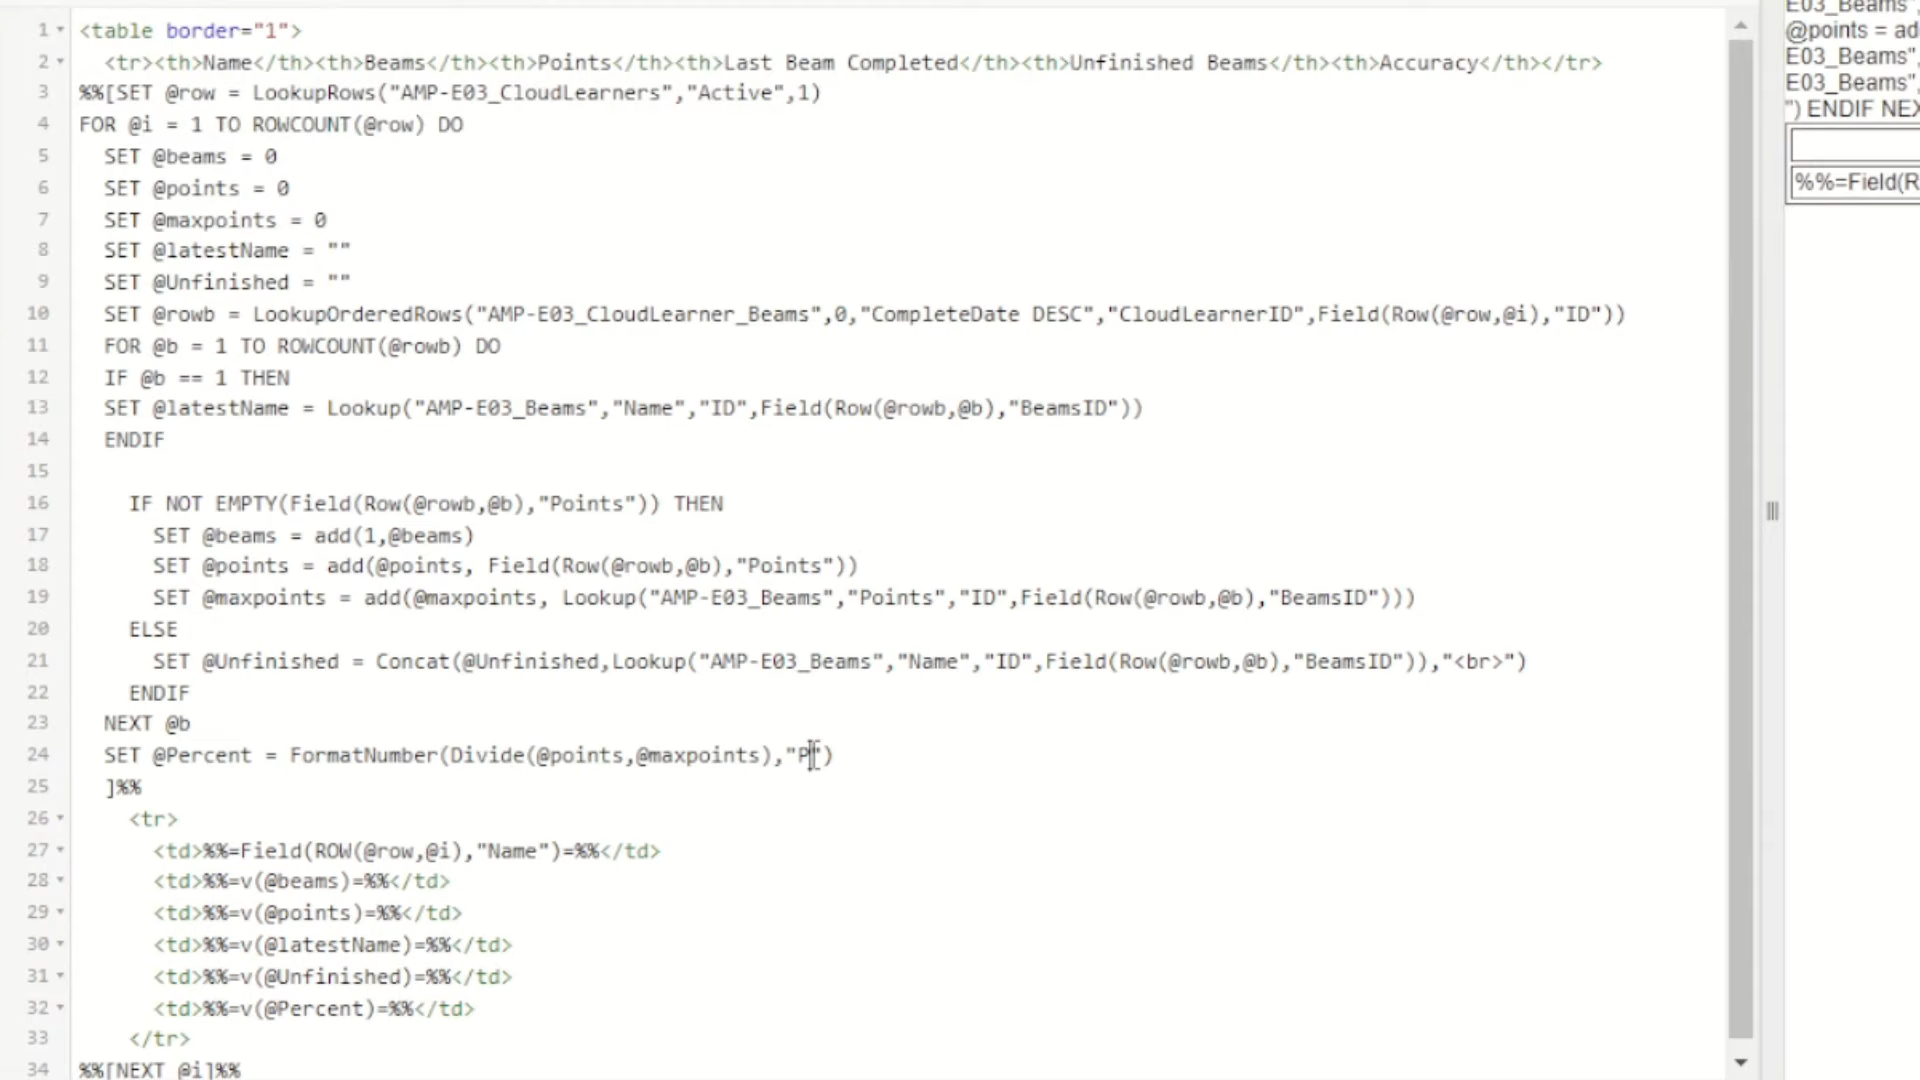 1 <table border="1">
2 <tr><th>Name</th><th>Beams</th><th>Points</th><th>Last Beam Completed</th><th>Unfinished Beams</th><th>Accuracy</th></tr>
3 %%[SET @row = LookupRows("AMP-E03_CloudLearners","Active",1)
4 FOR @i = 1 TO ROWCOUNT(@row) DO
5 SET @beams = 0
6 SET @points = 0
7 SET @maxpoints = 0
8 SET @latestName = ""
9 SET @Unfinished = ""
10 SET @rowb = LookupOrderedRows("AMP-E03_CloudLearner_Beams",0,"CompleteDate DESC","CloudLearnerID",Field(Row(@row,@i),"ID"))
11 FOR @b = 1 TO ROWCOUNT(@rowb) DO
12 IF @b == 1 THEN
13 SET @latestName = Lookup("AMP-E03_Beams","Name","ID",Field(Row(@rowb,@b),"BeamsID"))
14 ENDIF
15
16 IF NOT EMPTY(Field(Row(@rowb,@b),"Points")) THEN
17 SET @beams = add(1,@beams)
18 SET @points = add(@points, Field(Row(@rowb,@b),"Points"))
19 SET @maxpoints = add(@maxpoints, Lookup("AMP-E03_Beams","Points","ID",Field(Row(@rowb,@b),"BeamsID")))
20 ELSE
21 SET @Unfinished = Concat(@Unfinished,Lookup("AMP-E03_Beams","Name","ID",Field(Row(@rowb,@b),"BeamsID")),"<br>")
22 ENDIF
23 NEXT @b
24 SET @Percent = FormatNumber(Divide(@points,@maxpoints),"P")
25 ]%%
26 <tr>
27 <td>%%=Field(ROW(@row,@i),"Name")=%%</td>
28 <td>%%=v(@beams)=%%</td>
29 <td>%%=v(@points)=%%</td>
30 <td>%%=v(@latestName)=%%</td>
31 <td>%%=v(@Unfinished)=%%</td>
32 <td>%%=v(@Percent)=%%</td>
33 </tr>
34 %%[NEXT @i]%%
E03_Beams",
@points = ad
E03_Beams",
E03_Beams",
") ENDIF NEX
%%=Field(R